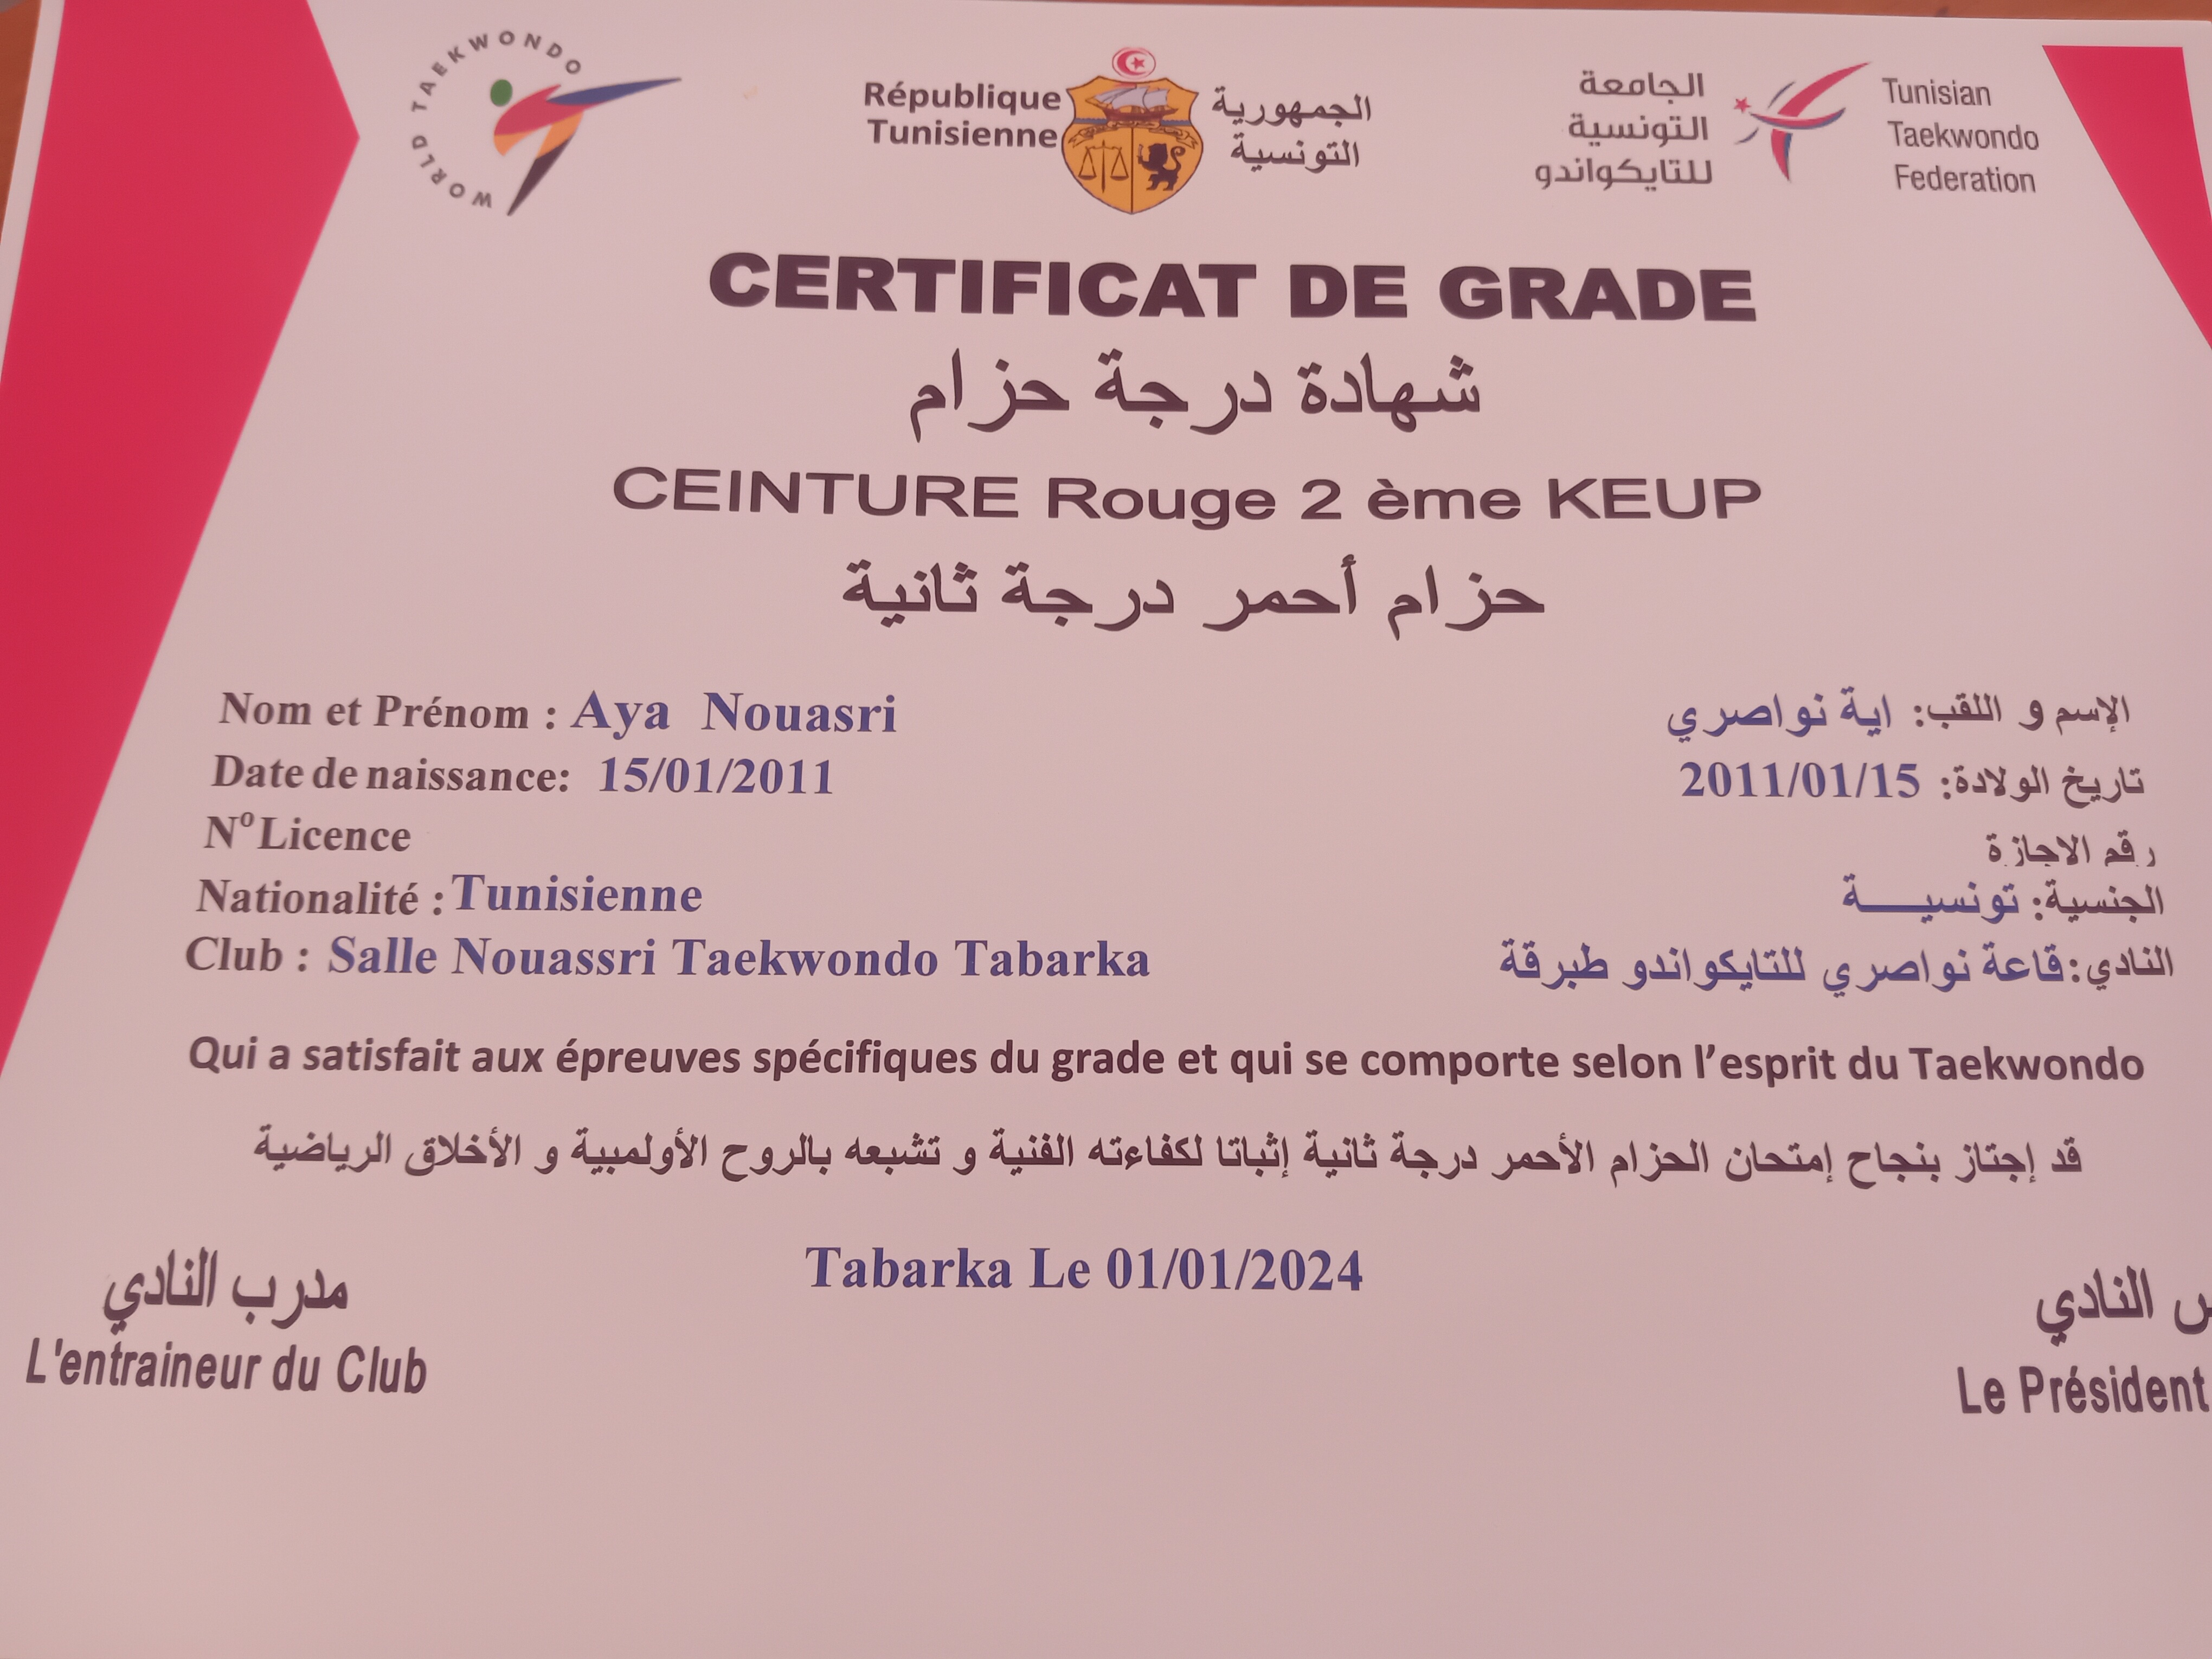 WORLD TAEKWONDO
République
Tunisienne
الجمهورية
التونسية
الجامعة
التونسية
للتايكواندو
Tunisian
Taekwondo
Federation
CERTIFICAT DE GRADE
شهادة درجة حزام
CEINTURE Rouge 2 ème KEUP
حزام أحمر درجة ثانية
Nom et Prénom : Aya Nouasri
الإسم و اللقب: اية نواصري
Date de naissance: 15/01/2011
تاريخ الولادة: 2011/01/15
N° Licence
رقم الاجازة
Nationalité : Tunisienne
الجنسية: تونسيـــــة
Club : Salle Nouassri Taekwondo Tabarka
النادي: قاعة نواصري للتايكواندو طبرقة
Qui a satisfait aux épreuves spécifiques du grade et qui se comporte selon l'esprit du Taekwondo
قد إجتاز بنجاح إمتحان الحزام الأحمر درجة ثانية إثباتا لكفاءته الفنية و تشبعه بالروح الأولمبية و الأخلاق الرياضية
Tabarka Le 01/01/2024
مدرب النادي
L'entraineur du Club
النادي
Le Président